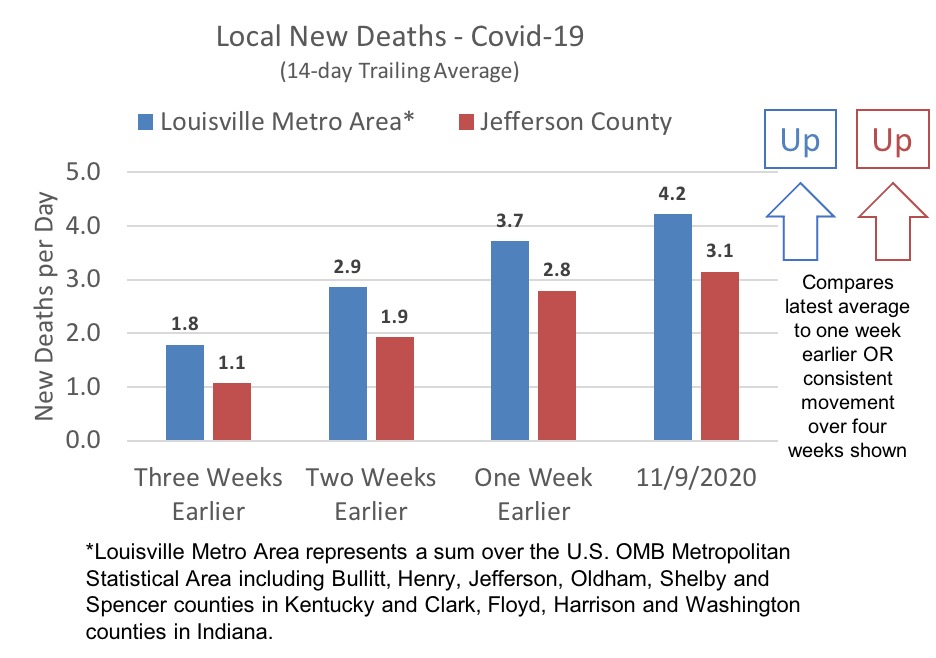 Local New Deaths - Covid-19
(14-day Trailing Average)
Louisville Metro Area*
Jefferson County
Up
Up
New Deaths per Day
5.0
4.0
3.0
2.0
1.0
0.0
1.8
1.1
2.9
1.9
3.7
2.8
4.2
3.1
Three Weeks
Earlier
Two Weeks
Earlier
One Week
Earlier
11/9/2020
Compares
latest average
to one week
earlier OR
consistent
movement
over four
weeks shown
*Louisville Metro Area represents a sum over the U.S. OMB Metropolitan
Statistical Area including Bullitt, Henry, Jefferson, Oldham, Shelby and
Spencer counties in Kentucky and Clark, Floyd, Harrison and Washington
counties in Indiana.